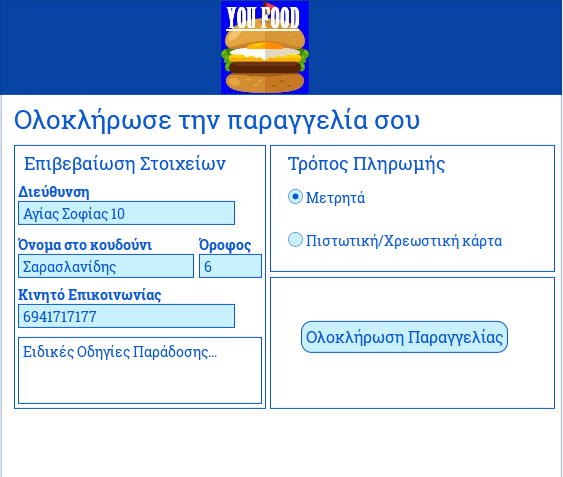 YOU FOOD
Ολοκλήρωσε την παραγγελία σου
Επιβεβαίωση Στοιχείων
Διεύθυνση
Αγίας Σοφίας 10
Όνομα στο κουδούνι Όροφος
Σαρασλανίδης 6
Κινητό Επικοινωνίας
6941717177
Ειδικές Οδηγίες Παράδοσης...
Τρόπος Πληρωμής
Μετρητά
Πιστωτική/Χρεωστική κάρτα
Ολοκλήρωση Παραγγελίας